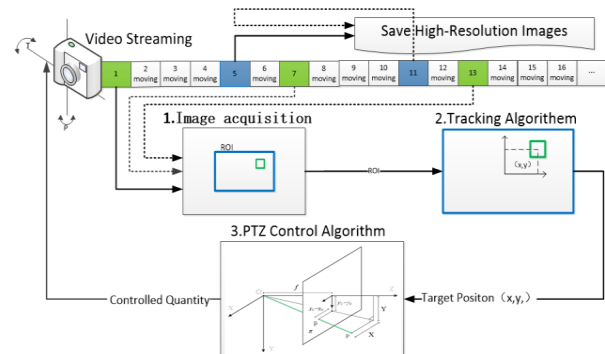 Video Streaming
Save High-Resolution Images
1
2 moving
3 moving
4 moving
5
6 moving
7
8 moving
9 moving
10 moving
11
12 moving
13
14 moving
15 moving
16 moving
...
T
P
1.Image acquisition
ROI
ROI
2.Tracking Algorithem
(x,y)
3.PTZ Control Algorithm
Controlled Quantity
Target Positon (x,y,)
f
O
Z
X
Y
X